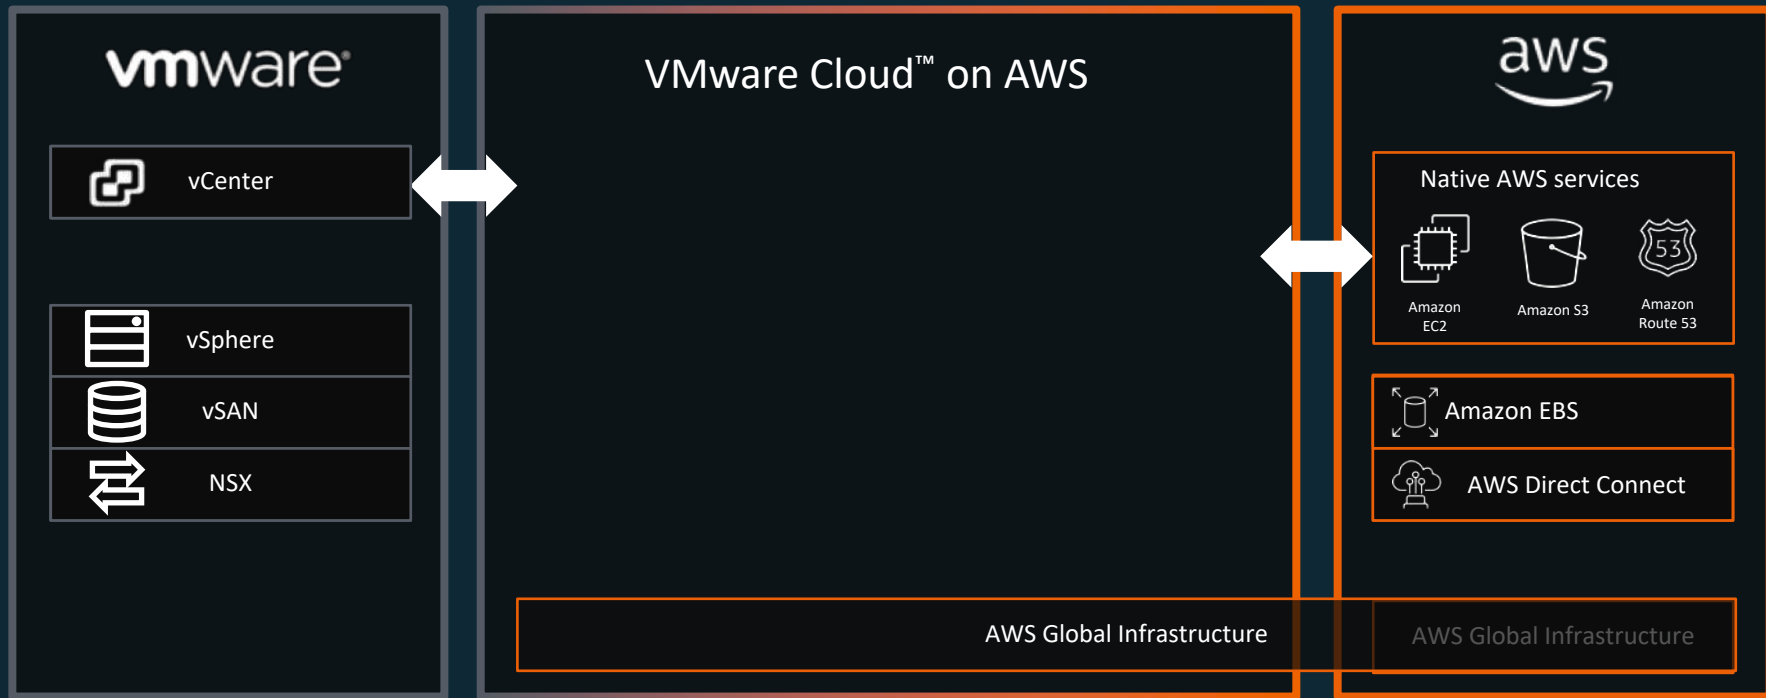 vmware®
vCenter
vSphere
vSAN
NSX
VMware Cloud™ on AWS
AWS Global Infrastructure
aws
Native AWS services
Amazon
EC2
Amazon S3
53
Amazon
Route 53
Amazon EBS
AWS Direct Connect
AWS Global Infrastructure